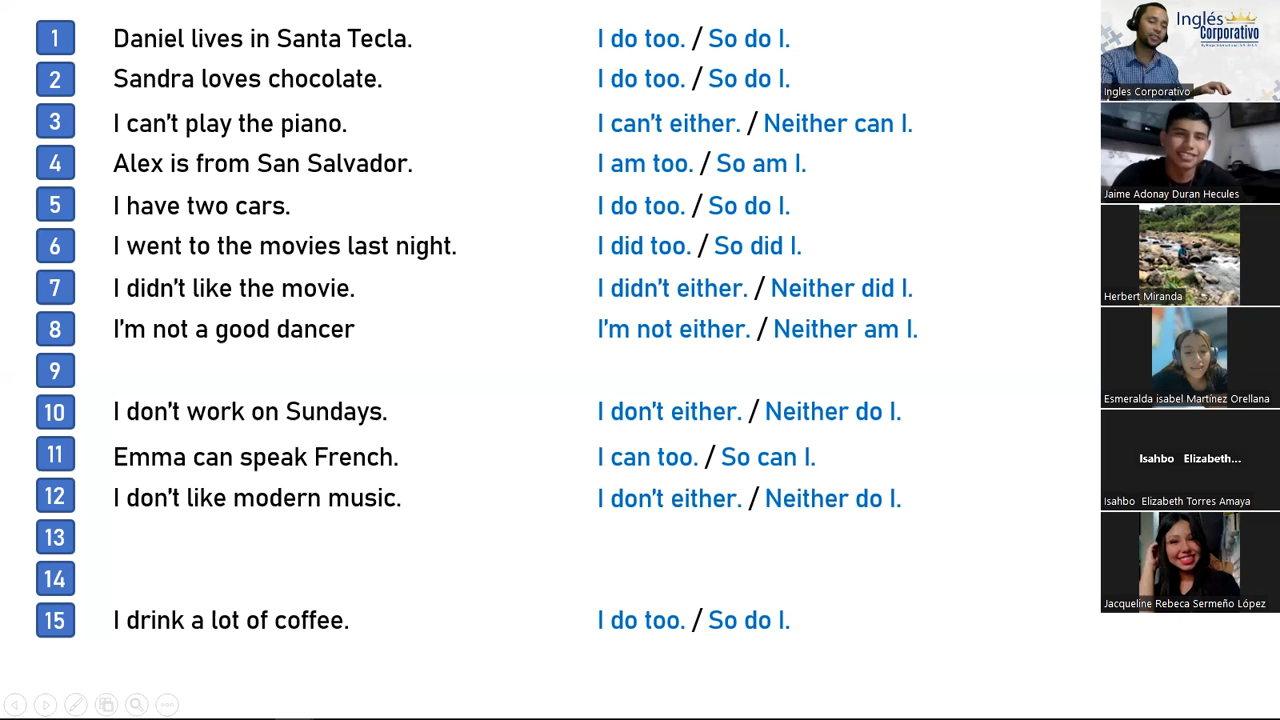 1 Daniel lives in Santa Tecla. I do too. / So do I.
2 Sandra loves chocolate. I do too. / So do I.
3 I can't play the piano. I can't either. / Neither can I.
4 Alex is from San Salvador. I am too. / So am I.
5 I have two cars. I do too. / So do I.
6 I went to the movies last night. I did too. / So did I.
7 I didn't like the movie. I didn't either. / Neither did I.
8 I'm not a good dancer I'm not either. / Neither am I.
9
10 I don't work on Sundays. I don't either. / Neither do I.
11 Emma can speak French. I can too. / So can I.
12 I don't like modern music. I don't either. / Neither do I.
13
14
15 I drink a lot of coffee. I do too. / So do I.
Inglés
Corporativo
Ingles Corporativo
Jaime Adonay Duran Hecules
Herbert Miranda
Esmeralda isabel Martínez Orellana
Isahbo Elizabeth...
Isahbo Elizabeth Torres Amaya
Jacqueline Rebeca Sermeño López